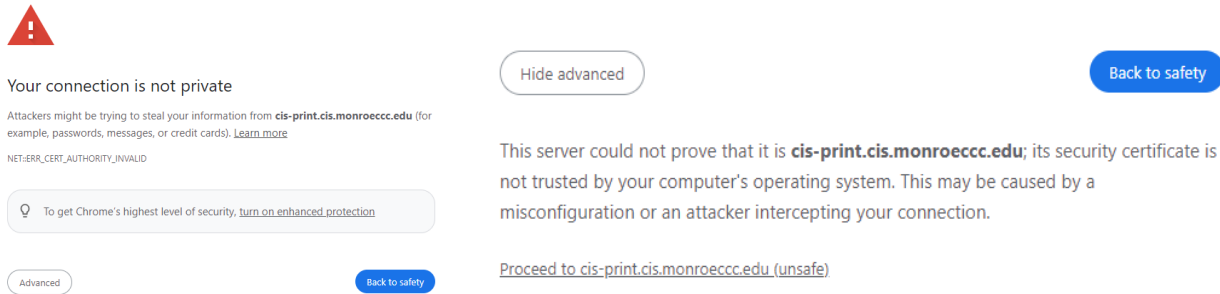 Your connection is not private
Attackers might be trying to steal your information from cis-print.cis.monroeccc.edu (for
example, passwords, messages, or credit cards). Learn more
NET::ERR_CERT_AUTHORITY_INVALID
To get Chrome's highest level of security, turn on enhanced protection
Advanced
Back to safety
Hide advanced
Back to safety
This server could not prove that it is cis-print.cis.monroeccc.edu; its security certificate is
not trusted by your computer's operating system. This may be caused by a
misconfiguration or an attacker intercepting your connection.
Proceed to cis-print.cis.monroeccc.edu (unsafe)